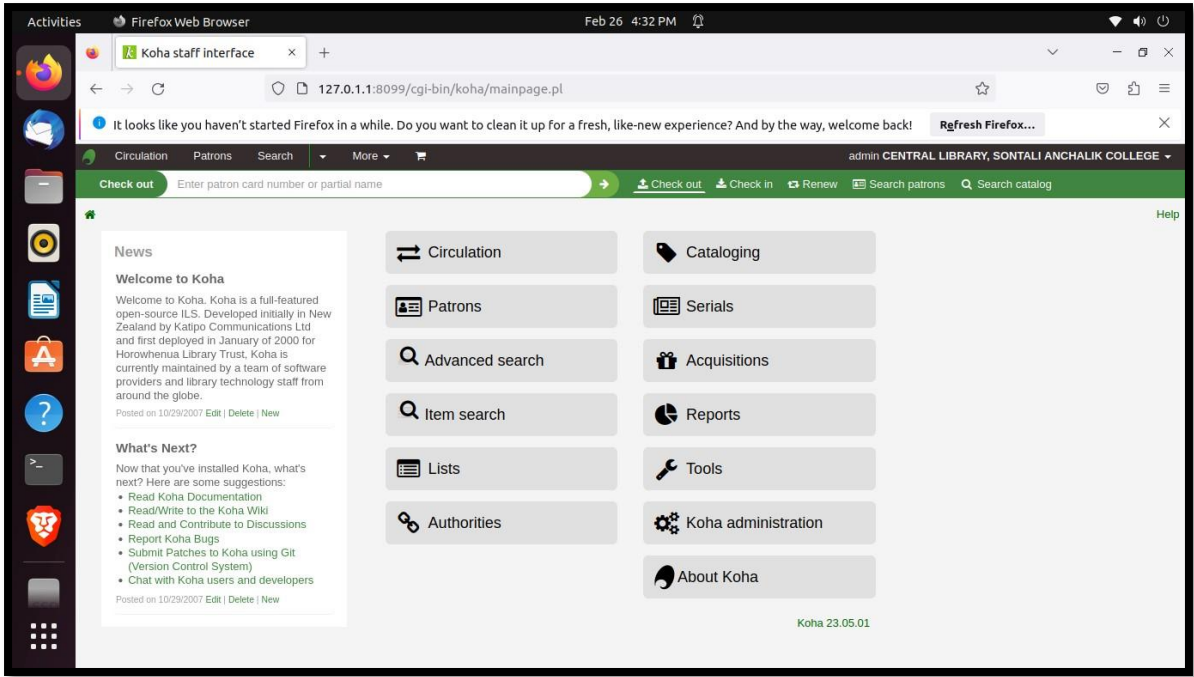 Activities Firefox Web Browser Feb 26 4:32 PM
Koha staff interface
127.0.1.1:8099/cgi-bin/koha/mainpage.pl
It looks like you haven't started Firefox in a while. Do you want to clean it up for a fresh, like-new experience? And by the way, welcome back! Refresh Firefox...
Circulation Patrons Search More admin CENTRAL LIBRARY, SONTALI ANCHALIK COLLEGE
Check out Enter patron card number or partial name Check out Check in Renew Search patrons Search catalog
Help
News
Welcome to Koha
Welcome to Koha. Koha is a full-featured
open-source ILS. Developed initially in New
Zealand by Katipo Communications Ltd
and first deployed in January of 2000 for
Horowhenua Library Trust, Koha is
currently maintained by a team of software
providers and library technology staff from
around the globe.
Posted on 10/29/2007 Edit | Delete | New
What's Next?
Now that you've installed Koha, what's
next? Here are some suggestions:
• Read Koha Documentation
• Read/Write to the Koha Wiki
• Read and Contribute to Discussions
• Report Koha Bugs
• Submit Patches to Koha using Git
(Version Control System)
• Chat with Koha users and developers
Posted on 10/29/2007 Edit | Delete | New
Circulation
Patrons
Advanced search
Item search
Lists
Authorities
Cataloging
Serials
Acquisitions
Reports
Tools
Koha administration
About Koha
Koha 23.05.01